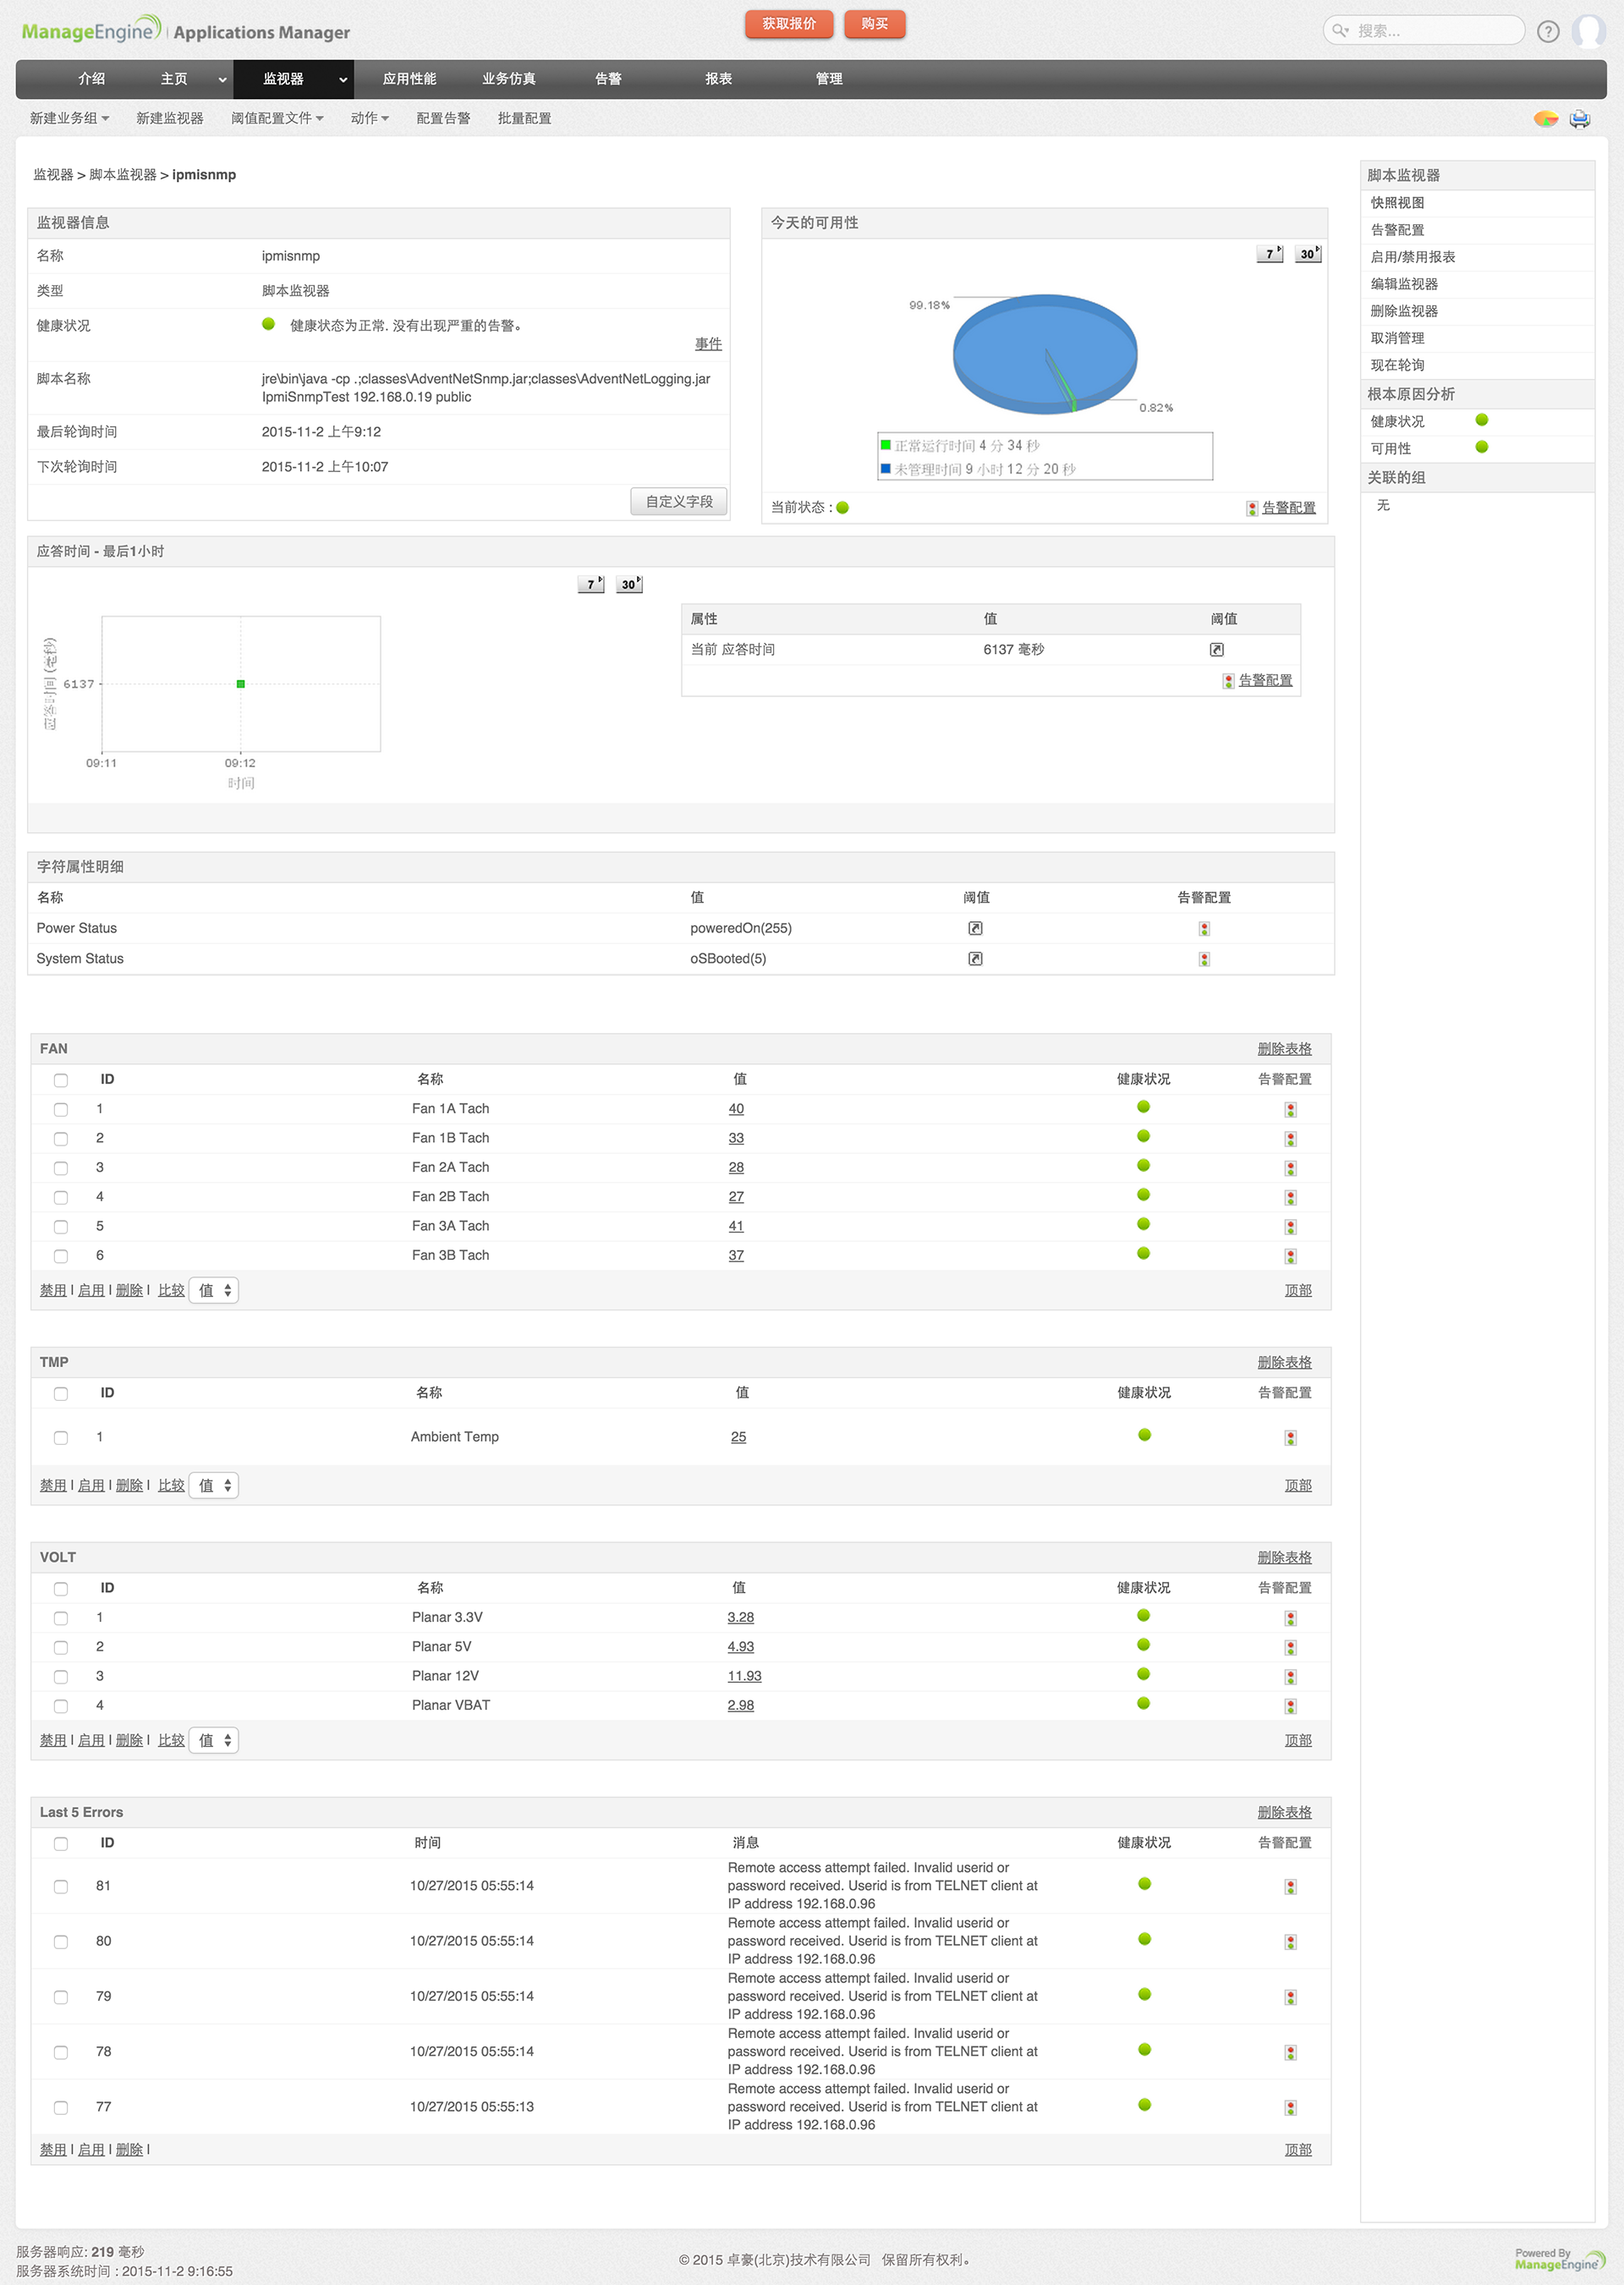 ManageEngine Applications Manager
获取报价 购买
搜索...
介绍 主页 监视器 应用性能 业务仿真 告警 报表 管理
新建业务组 新建监视器 阈值配置文件 动作 配置告警 批量配置
监视器 > 脚本监视器 > ipmisnmp
监视器信息
名称 ipmisnmp
类型 脚本监视器
健康状况 健康状态为正常. 没有出现严重的告警。
事件
脚本名称 jre\bin\java -cp .;classes\AdventNetSnmp.jar;classes\AdventNetLogging.jar
IpmiSnmpTest 192.168.0.19 public
最后轮询时间 2015-11-2 上午9:12
下次轮询时间 2015-11-2 上午10:07
自定义字段
今天的可用性
7 30
99.18%
0.82%
正常运行时间 4 分 34 秒
未管理时间 9 小时 12 分 20 秒
当前状态 : 告警配置
脚本监视器
快照视图
告警配置
启用/禁用报表
编辑监视器
删除监视器
取消管理
现在轮询
根本原因分析
健康状况
可用性
关联的组
无
应答时间 - 最后1小时
7 30
应答时间 (毫秒)
6137
09:11 09:12
时间
属性 值 阈值
当前 应答时间 6137 毫秒
告警配置
字符属性明细
名称 值 阈值 告警配置
Power Status poweredOn(255)
System Status oSBooted(5)
FAN 删除表格
ID 名称 值 健康状况 告警配置
1 Fan 1A Tach 40
2 Fan 1B Tach 33
3 Fan 2A Tach 28
4 Fan 2B Tach 27
5 Fan 3A Tach 41
6 Fan 3B Tach 37
禁用 | 启用 | 删除 | 比较 值 顶部
TMP 删除表格
ID 名称 值 健康状况 告警配置
1 Ambient Temp 25
禁用 | 启用 | 删除 | 比较 值 顶部
VOLT 删除表格
ID 名称 值 健康状况 告警配置
1 Planar 3.3V 3.28
2 Planar 5V 4.93
3 Planar 12V 11.93
4 Planar VBAT 2.98
禁用 | 启用 | 删除 | 比较 值 顶部
Last 5 Errors 删除表格
ID 时间 消息 健康状况 告警配置
81 10/27/2015 05:55:14 Remote access attempt failed. Invalid userid or
password received. Userid is from TELNET client at
IP address 192.168.0.96
80 10/27/2015 05:55:14 Remote access attempt failed. Invalid userid or
password received. Userid is from TELNET client at
IP address 192.168.0.96
79 10/27/2015 05:55:14 Remote access attempt failed. Invalid userid or
password received. Userid is from TELNET client at
IP address 192.168.0.96
78 10/27/2015 05:55:14 Remote access attempt failed. Invalid userid or
password received. Userid is from TELNET client at
IP address 192.168.0.96
77 10/27/2015 05:55:13 Remote access attempt failed. Invalid userid or
password received. Userid is from TELNET client at
IP address 192.168.0.96
禁用 | 启用 | 删除 | 顶部
服务器响应: 219 毫秒
服务器系统时间 : 2015-11-2 9:16:55
© 2015 卓豪(北京)技术有限公司 保留所有权利。
Powered By
ManageEngine